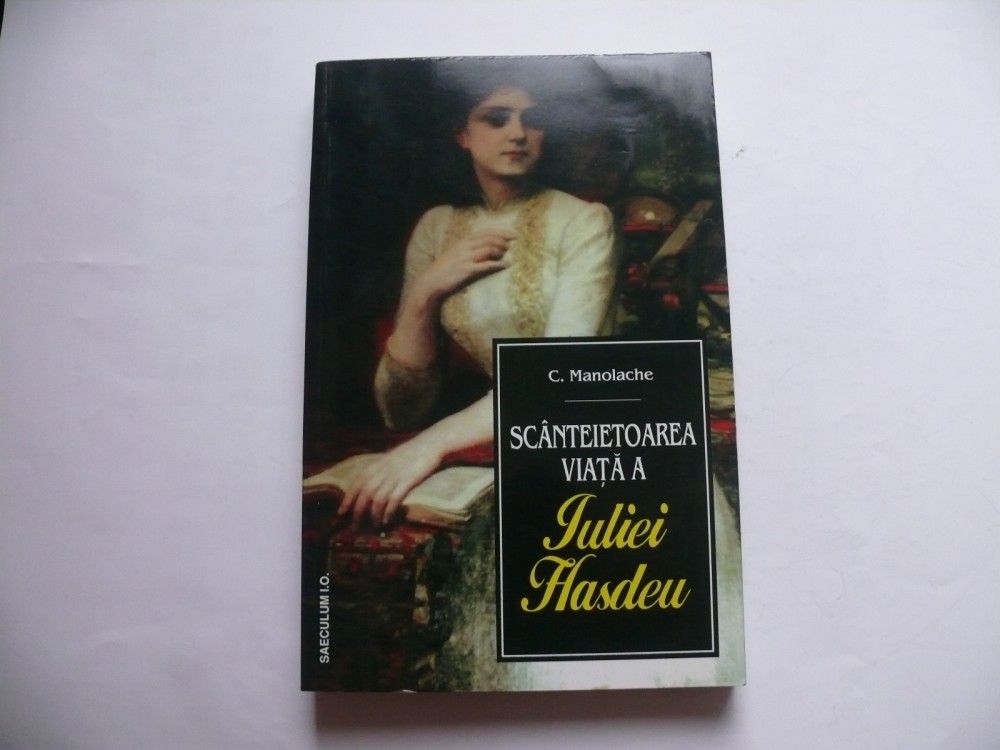 C. Manolache
SCÂNTEIETOAREA
VIAȚĂ A
Iuliei
Hasdeu
SAECULUM I.O.